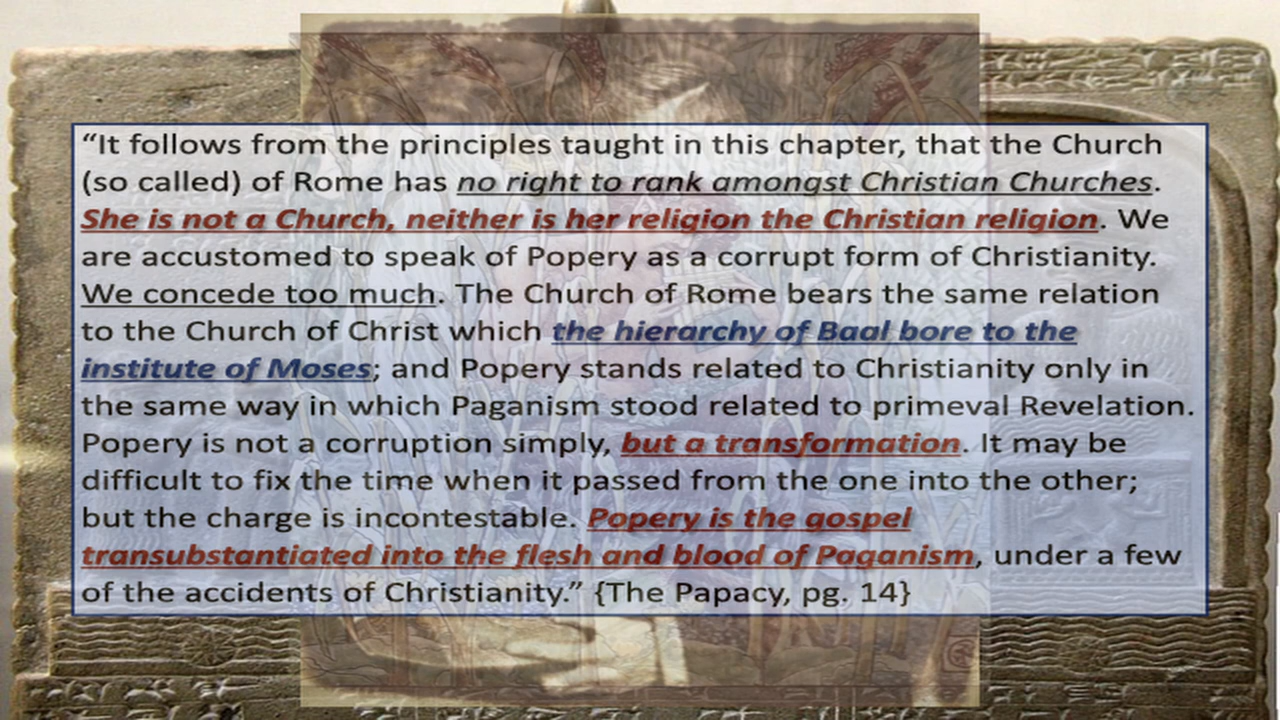 “It follows from the principles taught in this chapter, that the Church
(so called) of Rome has no right to rank amongst Christian Churches.
She is not a Church, neither is her religion the Christian religion. We
are accustomed to speak of Popery as a corrupt form of Christianity.
We concede too much. The Church of Rome bears the same relation
to the Church of Christ which the hierarchy of Baal bore to the
institute of Moses; and Popery stands related to Christianity only in
the same way in which Paganism stood related to primeval Revelation.
Popery is not a corruption simply, but a transformation. It may be
difficult to fix the time when it passed from the one into the other;
but the charge is incontestable. Popery is the gospel
transubstantiated into the flesh and blood of Paganism, under a few
of the accidents of Christianity.” {The Papacy, pg. 14}